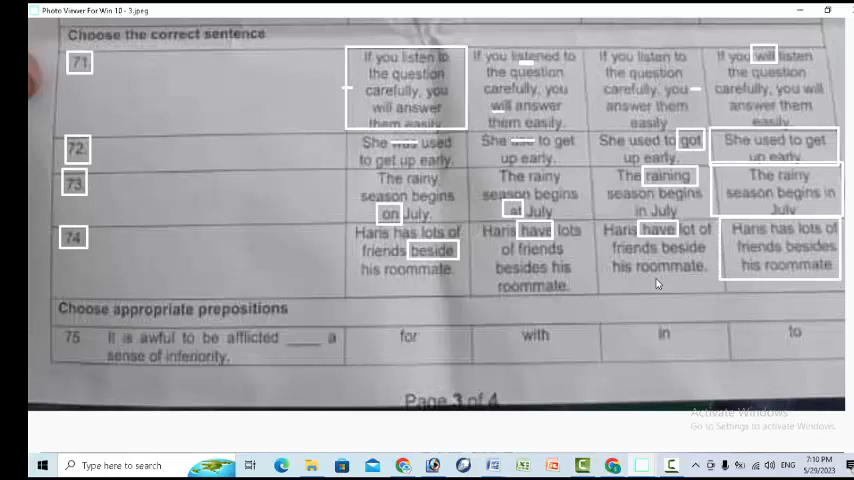 Photo Viewer For Win 10 - 3.jpeg
Choose the correct sentence
71.
If you listen to the question carefully, you will answer them easily
If you listened to the question carefully, you will answer them easily.
If you listen to the question carefully, you answer them easily
If you will listen to the question carefully, you will answer them easily.
72.
She was used to get up early.
She use to get up early.
She used to got up early.
She used to get up early
73.
The rainy season begins on July.
The rainy season begins at July
The raining season begins in July
The rainy season begins in July
74
Haris has lots of friends beside his roommate.
Haris have lots of friends besides his roommate.
Haris have lot of friends beside his roommate.
Haris has lots of friends besides his roommate
Choose appropriate prepositions
75 It is awful to be afflicted ____ a sense of inferiority.
for
with
in
to
Page 3 of 4
Activate Windows
Go to Settings to activate Windows.
Type here to search
ENG
7:10 PM
5/29/2023